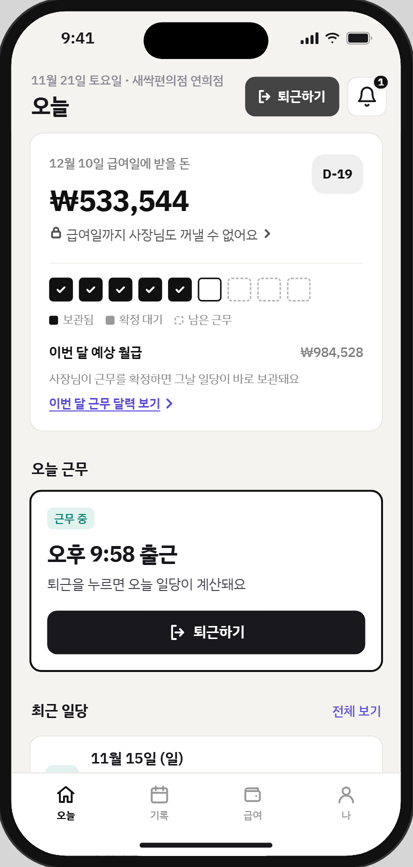 9:41
11월 21일 토요일 · 새싹편의점 연희점
오늘
퇴근하기
1
12월 10일 급여일에 받을 돈
D-19
₩533,544
급여일까지 사장님도 꺼낼 수 없어요
보관됨 확정 대기 남은 근무
이번 달 예상 월급 ₩984,528
사장님이 근무를 확정하면 그날 일당이 바로 보관돼요
이번 달 근무 달력 보기
오늘 근무
근무 중
오후 9:58 출근
퇴근을 누르면 오늘 일당이 계산돼요
퇴근하기
최근 일당 전체 보기
11월 15일 (일)
오늘 기록 급여 나